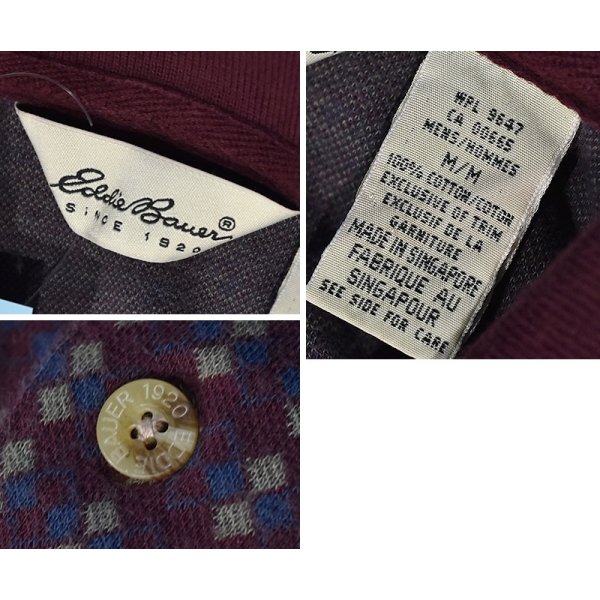 Eddie Bauer®
SINCE 1920
WPL 9647
CA 00665
MENS/HOMMES
M/M
100% COTTON/COTON
EXCLUSIVE OF TRIM
EXCLUSIF DE LA
GARNITURE
MADE IN SINGAPORE
FABRIQUE AU
SINGAPOUR
SEE SIDE FOR CARE
EDDIE BAUER 1920